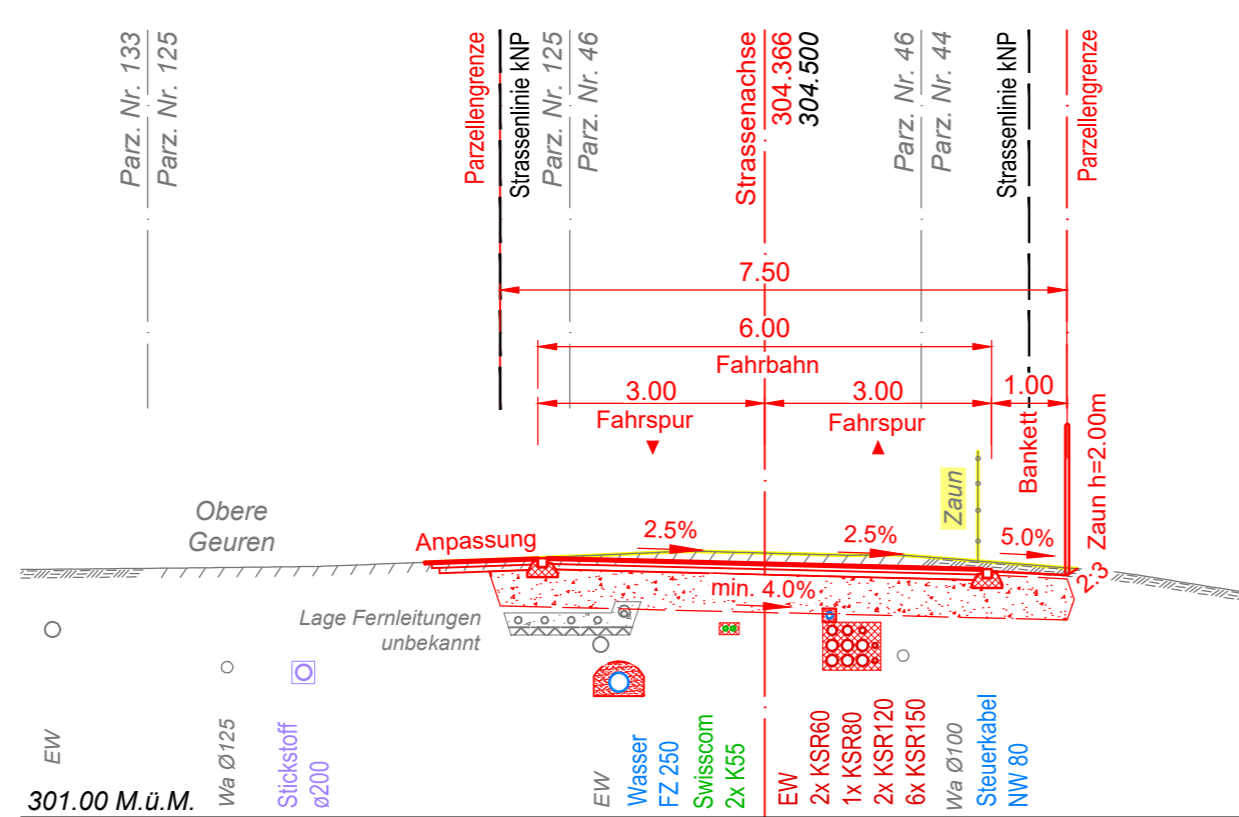 Parz. Nr. 133
Parz. Nr. 125
Parzellengrenze
Strassenlinie kNP
Parz. Nr. 125
Parz. Nr. 46
Strassenachse
304.366
304.500
Parz. Nr. 46
Parz. Nr. 44
Strassenlinie kNP
Parzellengrenze
7.50
6.00
Fahrbahn
3.00
3.00
1.00
Fahrspur
Fahrspur
Bankett
Zaun h=2.00m
Zaun
Obere
Geuren
Anpassung
2.5%
2.5%
5.0%
2:3
min. 4.0%
Lage Fernleitungen
unbekannt
EW
Wa Ø125
Stickstoff
ø200
EW
Wasser
FZ 250
Swisscom
2x K55
EW
2x KSR60
1x KSR80
2x KSR120
6x KSR150
Wa Ø100
Steuerkabel
NW 80
301.00 M.ü.M.